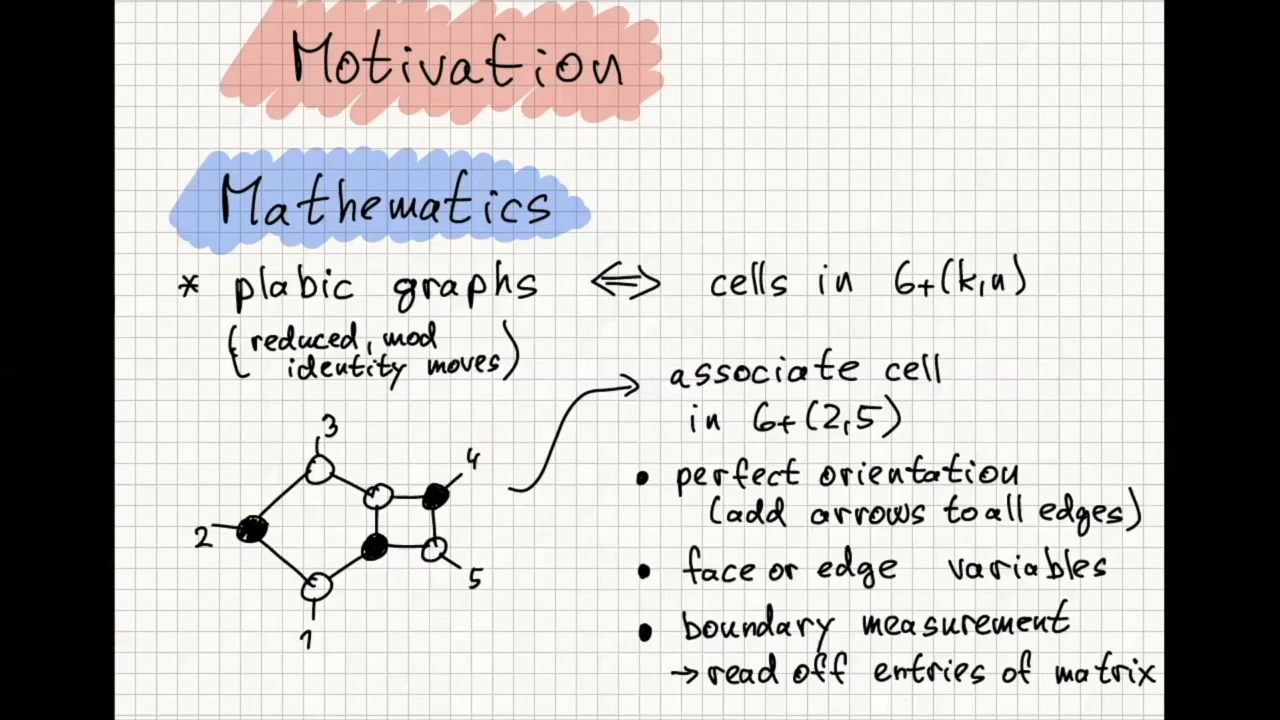 Motivation
Mathematics
* plabic graphs ⟺ cells in G+(k,n)
(reduced, mod
identity moves)
associate cell
in G+(2,5)
3
4
2
5
1
• perfect orientation
(add arrows to all edges)
• face or edge variables
• boundary measurement
→ read off entries of matrix